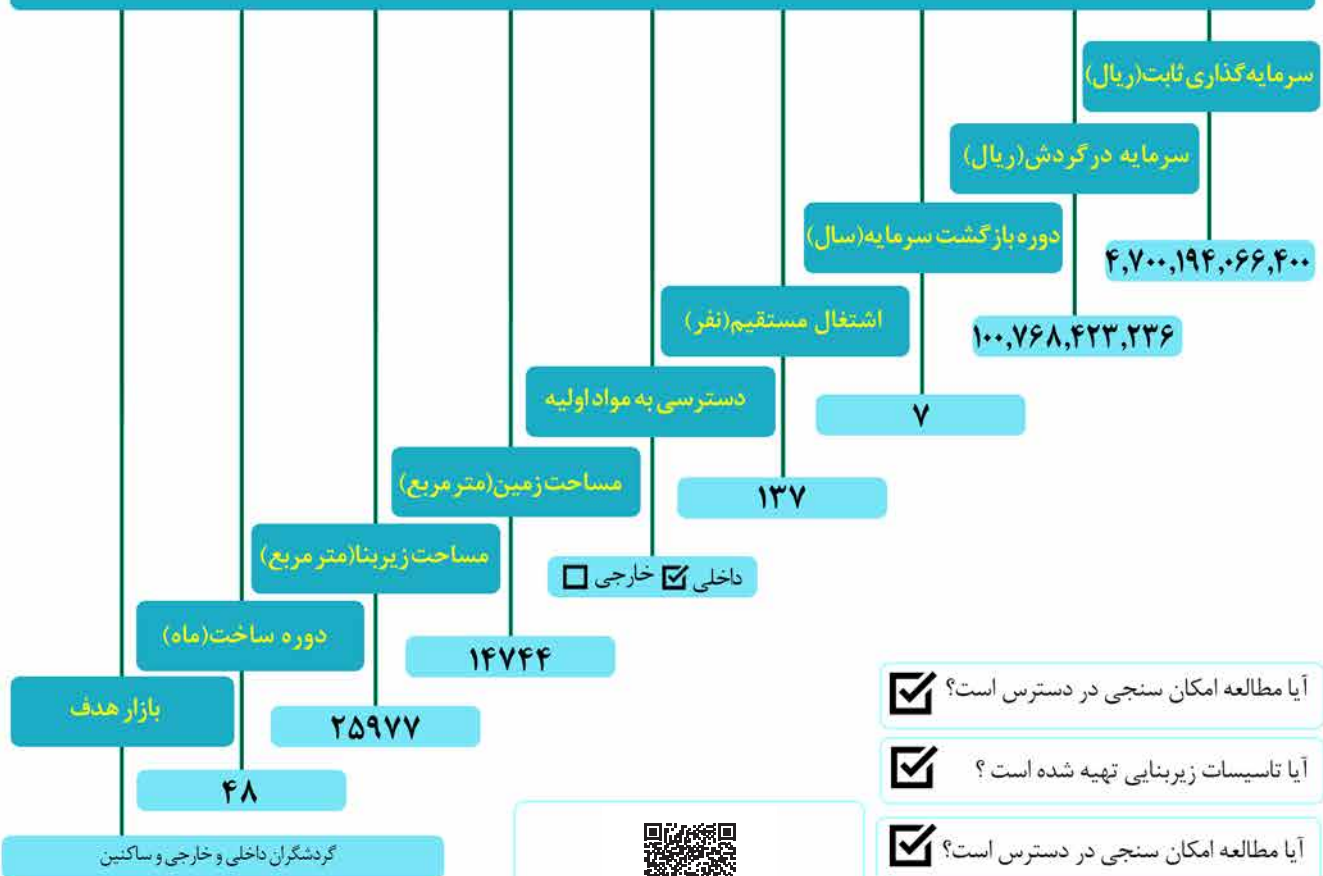 سرمایه‌گذاری ثابت(ریال)
۴,۷۰۰,۱۹۴,۰۶۶,۴۰۰
سرمایه در گردش(ریال)
۱۰۰,۷۶۸,۴۲۳,۲۳۶
دوره بازگشت سرمایه(سال)
۷
اشتغال مستقیم(نفر)
۱۳۷
دسترسی به مواد اولیه
داخلی ☑ خارجی ☐
مساحت زمین(متر مربع)
۱۴۷۴۴
مساحت زیربنا(متر مربع)
۲۵۹۷۷
دوره ساخت(ماه)
۴۸
بازار هدف
گردشگران داخلی و خارجی و ساکنین
آیا مطالعه امکان سنجی در دسترس است؟ ☑
آیا تاسیسات زیربنایی تهیه شده است ؟ ☑
آیا مطالعه امکان سنجی در دسترس است؟ ☑